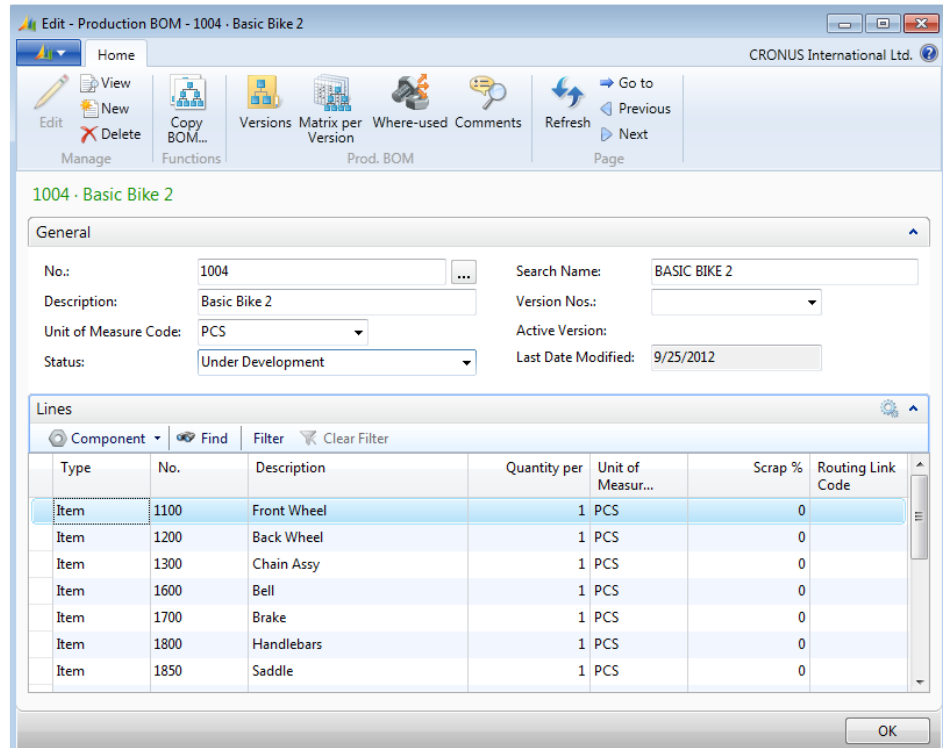 Edit - Production BOM - 1004 · Basic Bike 2
Home
CRONUS International Ltd.
Edit
View
New
Delete
Manage
Copy BOM...
Functions
Versions
Matrix per Version
Where-used
Comments
Prod. BOM
Refresh
Go to
Previous
Next
Page
1004 · Basic Bike 2
General
No.: 1004 ... Search Name: BASIC BIKE 2
Description: Basic Bike 2 Version Nos.:
Unit of Measure Code: PCS Active Version:
Status: Under Development Last Date Modified: 9/25/2012
Lines
Component Find Filter Clear Filter
Type No. Description Quantity per Unit of Measur... Scrap % Routing Link Code
Item 1100 Front Wheel 1 PCS 0
Item 1200 Back Wheel 1 PCS 0
Item 1300 Chain Assy 1 PCS 0
Item 1600 Bell 1 PCS 0
Item 1700 Brake 1 PCS 0
Item 1800 Handlebars 1 PCS 0
Item 1850 Saddle 1 PCS 0
OK